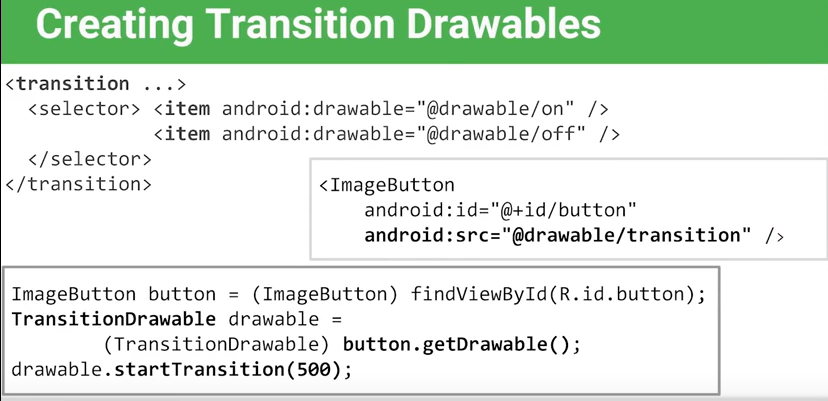 Creating Transition Drawables
<transition ...>
<selector> <item android:drawable="@drawable/on" />
<item android:drawable="@drawable/off" />
</selector>
</transition>
<ImageButton
android:id="@+id/button"
android:src="@drawable/transition" />
ImageButton button = (ImageButton) findViewById(R.id.button);
TransitionDrawable drawable =
(TransitionDrawable) button.getDrawable();
drawable.startTransition(500);